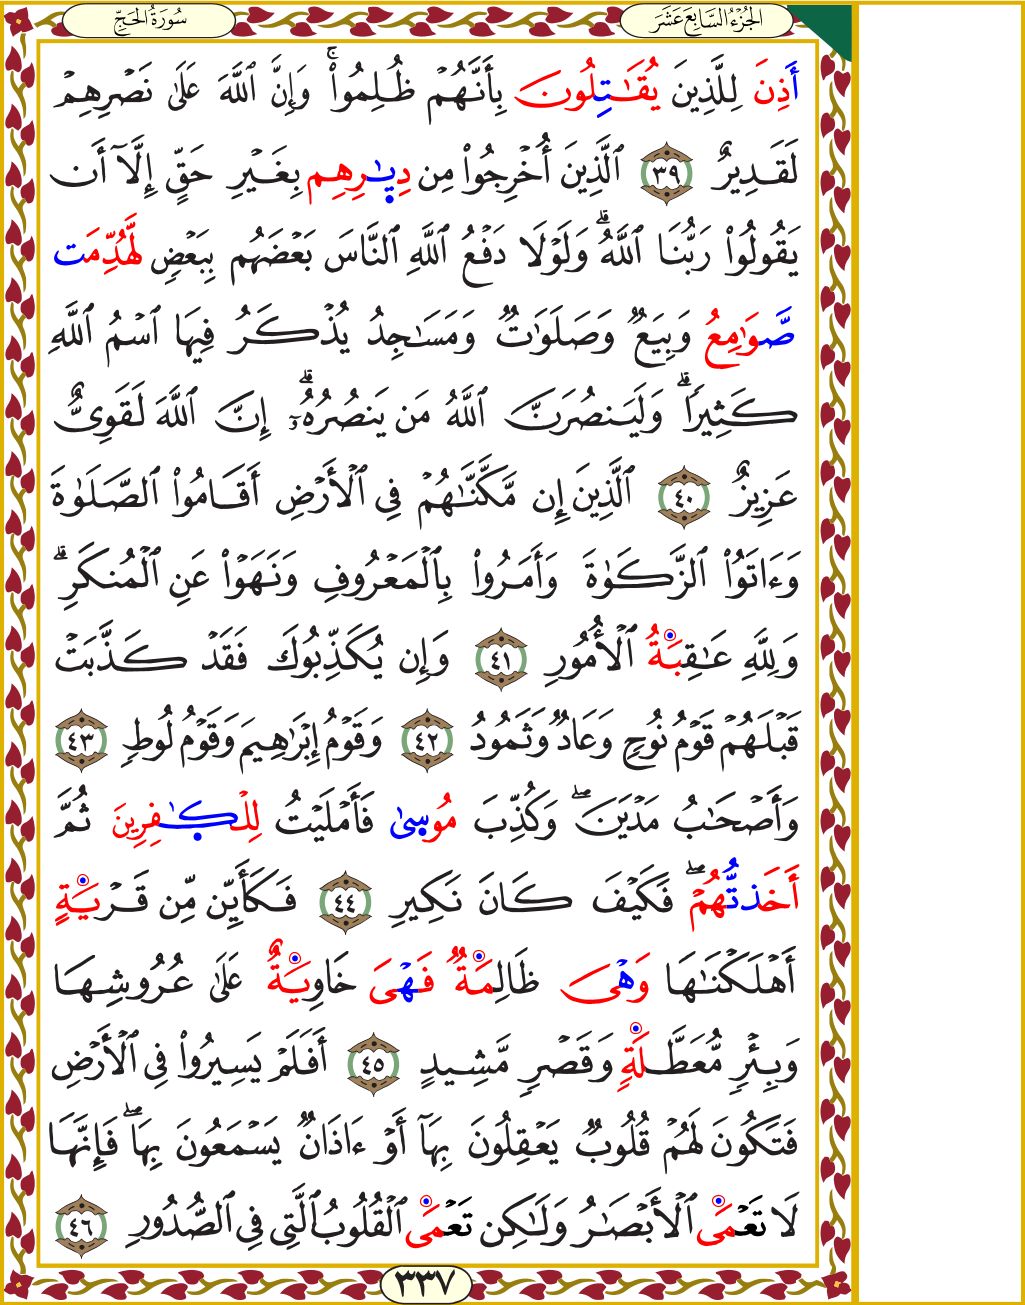 الجُزْءُ السَّابِعَ عَشَرَ
سُورَةُ الحَجِّ
أَذِنَ لِلَّذِينَ يُقَٰتِلُونَ بِأَنَّهُمْ ظُلِمُواْۚ وَإِنَّ ٱللَّهَ عَلَىٰ نَصْرِهِمْ
لَقَدِيرٌ ٣٩ ٱلَّذِينَ أُخْرِجُواْ مِن دِيَٰرِهِم بِغَيْرِ حَقٍّ إِلَّآ أَن
يَقُولُواْ رَبُّنَا ٱللَّهُۗ وَلَوْلَا دَفْعُ ٱللَّهِ ٱلنَّاسَ بَعْضَهُم بِبَعْضٍ لَّهُدِّمَت
صَّوَٰمِعُ وَبِيَعٌ وَصَلَوَٰتٌ وَمَسَٰجِدُ يُذْكَرُ فِيهَا ٱسْمُ ٱللَّهِ
كَثِيرًاۗ وَلَيَنصُرَنَّ ٱللَّهُ مَن يَنصُرُهُۥٓۗ إِنَّ ٱللَّهَ لَقَوِىٌّ
عَزِيزٌ ٤٠ ٱلَّذِينَ إِن مَّكَّنَّٰهُمْ فِى ٱلْأَرْضِ أَقَامُواْ ٱلصَّلَوٰةَ
وَءَاتَوُاْ ٱلزَّكَوٰةَ وَأَمَرُواْ بِٱلْمَعْرُوفِ وَنَهَوْاْ عَنِ ٱلْمُنكَرِۗ
وَلِلَّهِ عَٰقِبَةُ ٱلْأُمُورِ ٤١ وَإِن يُكَذِّبُوكَ فَقَدْ كَذَّبَتْ
قَبْلَهُمْ قَوْمُ نُوحٍ وَعَادٌ وَثَمُودُ ٤٢ وَقَوْمُ إِبْرَٰهِيمَ وَقَوْمُ لُوطٍ ٤٣
وَأَصْحَٰبُ مَدْيَنَۖ وَكُذِّبَ مُوسَىٰ فَأَمْلَيْتُ لِلْكَٰفِرِينَ ثُمَّ
أَخَذتُّهُمْۖ فَكَيْفَ كَانَ نَكِيرِ ٤٤ فَكَأَيِّن مِّن قَرْيَةٍ
أَهْلَكْنَٰهَا وَهْىَ ظَالِمَةٌ فَهْىَ خَاوِيَةٌ عَلَىٰ عُرُوشِهَا
وَبِئْرٍ مُّعَطَّلَةٍ وَقَصْرٍ مَّشِيدٍ ٤٥ أَفَلَمْ يَسِيرُواْ فِى ٱلْأَرْضِ
فَتَكُونَ لَهُمْ قُلُوبٌ يَعْقِلُونَ بِهَآ أَوْ ءَاذَانٌ يَسْمَعُونَ بِهَاۖ فَإِنَّهَا
لَا تَعْمَى ٱلْأَبْصَٰرُ وَلَٰكِن تَعْمَى ٱلْقُلُوبُ ٱلَّتِى فِى ٱلصُّدُورِ ٤٦
٣٣٧